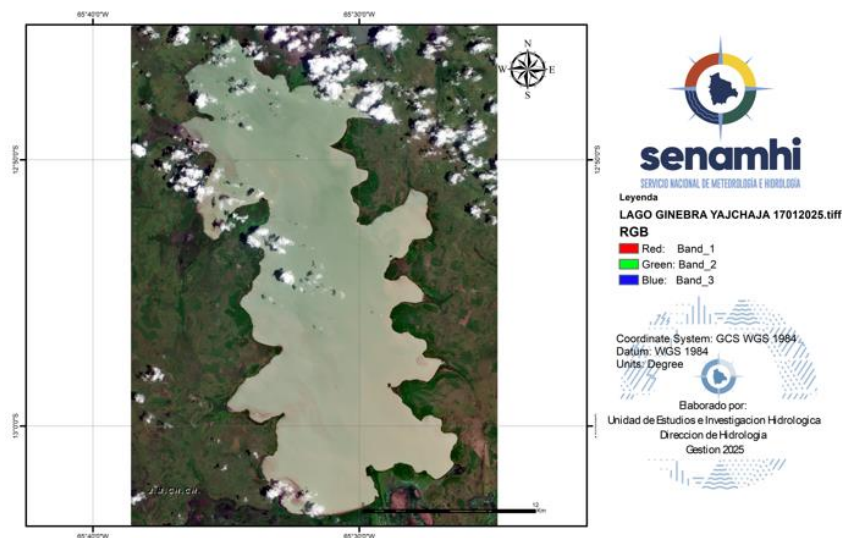 65°40'0"W
65°30'0"W
N
W
E
S
12°50'0"S
12°50'0"S
13°0'0"S
J.U.CH.CH.
12
Km
65°40'0"W
65°30'0"W
senamhi
SERVICIO NACIONAL DE METEOROLOGÍA E HIDROLOGÍA
Leyenda
LAGO GINEBRA YAJCHAJA 17012025.tiff
RGB
Red: Band_1
Green: Band_2
Blue: Band_3
Coordinate System: GCS WGS 1984
Datum: WGS 1984
Units: Degree
Elaborado por:
Unidad de Estudios e Investigacion Hidrologica
Direccion de Hidrologia
Gestion 2025